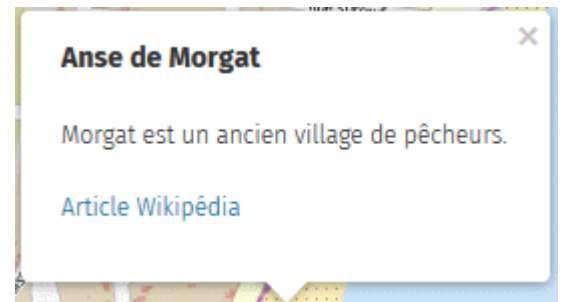 Anse de Morgat
×
Morgat est un ancien village de pêcheurs.
Article Wikipédia